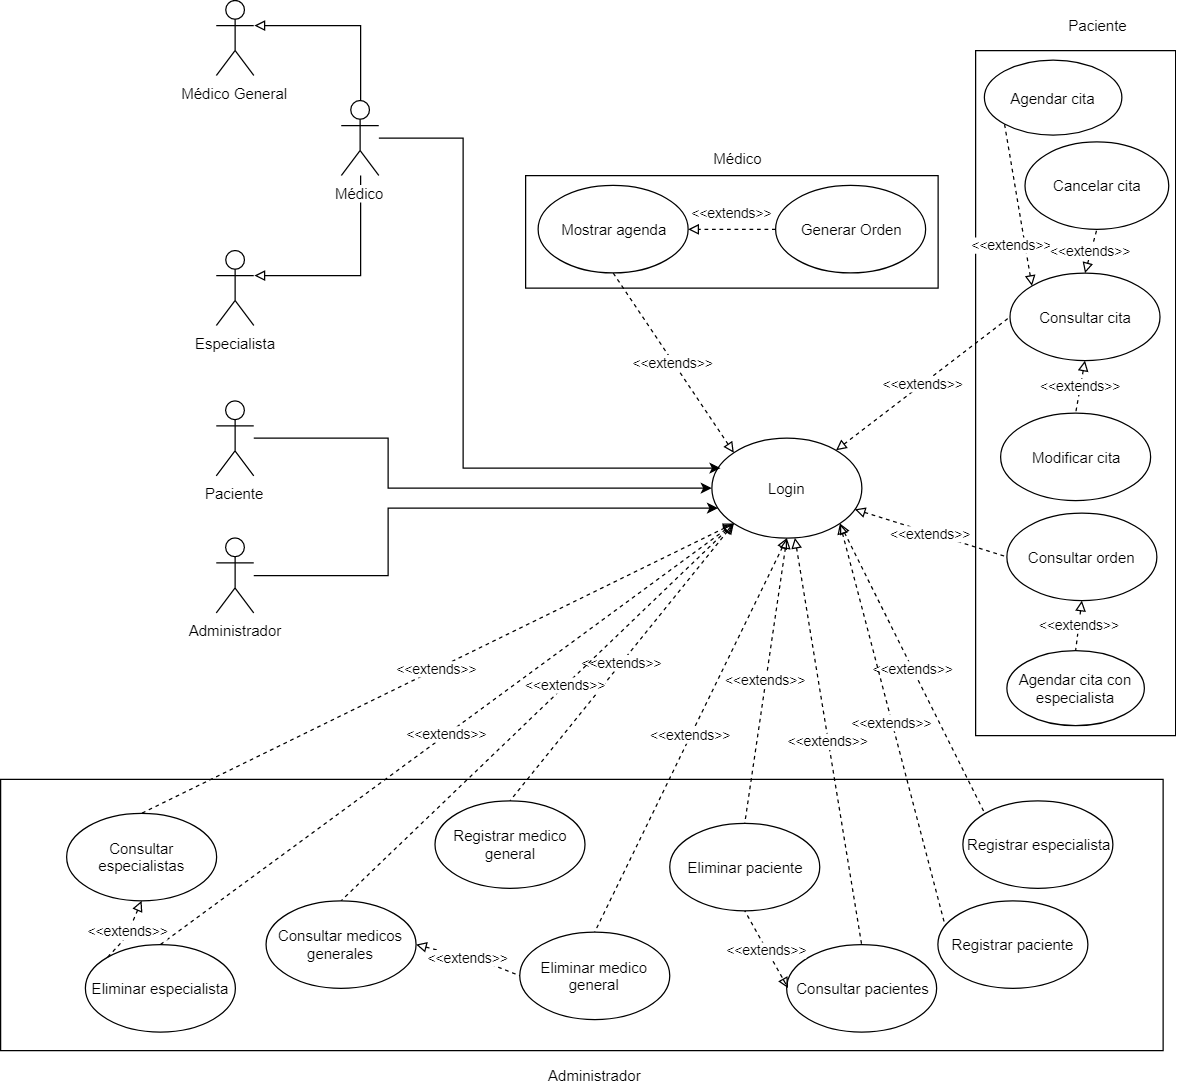 Paciente
Médico General
Agendar cita
Médico
Cancelar cita
Médico
<<extends>>
Mostrar agenda
Generar Orden
<<extends>>
<<extends>>
Consultar cita
Especialista
<<extends>>
<<extends>>
<<extends>>
Modificar cita
Login
Paciente
<<extends>>
Consultar orden
Administrador
<<extends>>
<<extends>>
<<extends>>
<<extends>>
<<extends>>
<<extends>>
Agendar cita con
especialista
<<extends>>
<<extends>>
<<extends>>
<<extends>>
Registrar medico
general
Registrar especialista
Consultar
especialistas
Eliminar paciente
<<extends>>
Consultar medicos
generales
Registrar paciente
<<extends>>
<<extends>>
Eliminar medico
general
Eliminar especialista
Consultar pacientes
Administrador